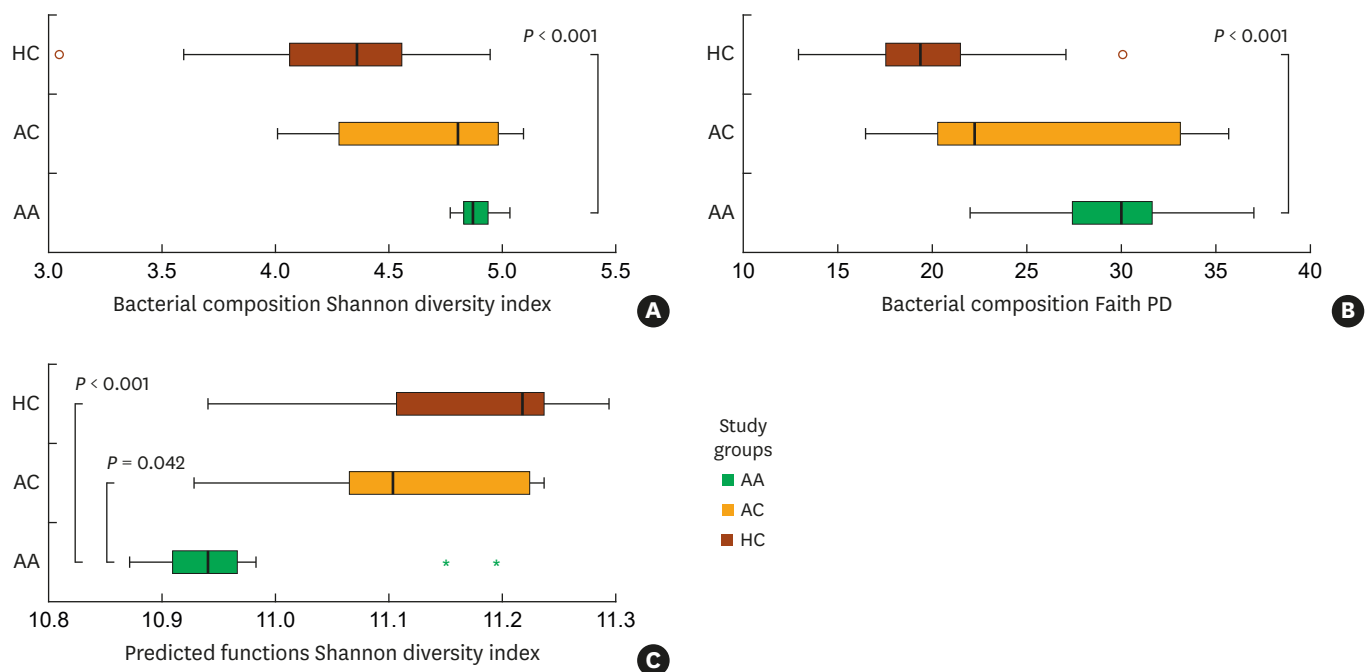 HC
AC
AA
P < 0.001
3.0 3.5 4.0 4.5 5.0 5.5
Bacterial composition Shannon diversity index
A
HC
AC
AA
P < 0.001
10 15 20 25 30 35 40
Bacterial composition Faith PD
B
HC
AC
AA
P < 0.001
P = 0.042
* *
10.8 10.9 11.0 11.1 11.2 11.3
Predicted functions Shannon diversity index
C
Study
groups
AA
AC
HC